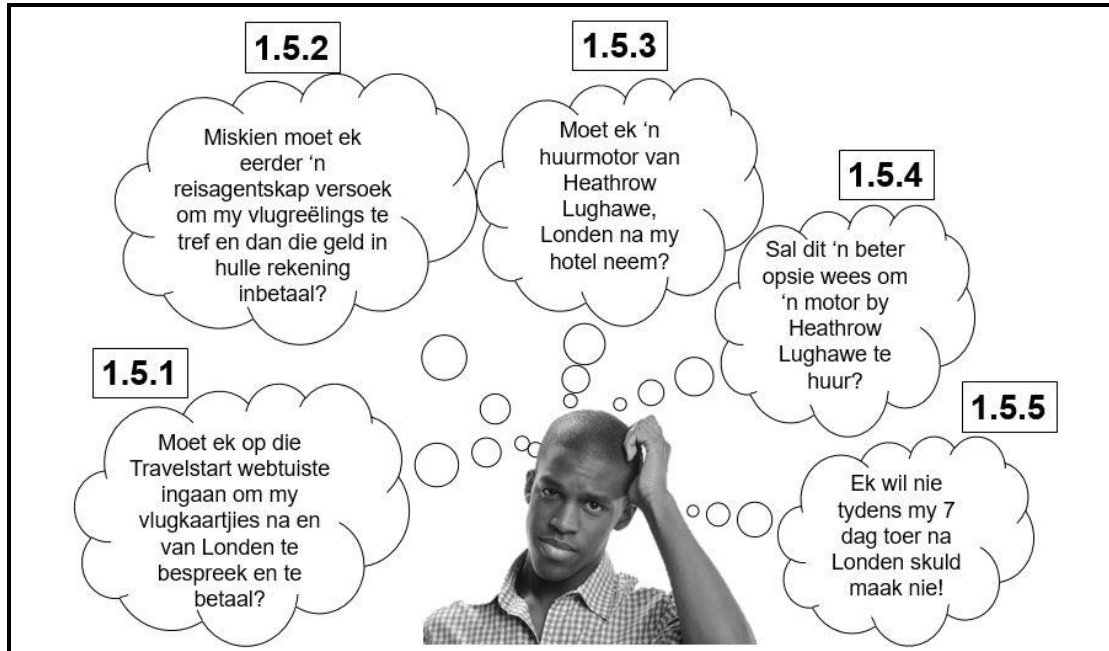 1.5.2
Miskien moet ek
eerder ‘n
reisagentskap versoek
om my vlugreëlings te
tref en dan die geld in
hulle rekening
inbetaal?
1.5.3
Moet ek ‘n
huurmotor van
Heathrow
Lughawe,
Londen na my
hotel neem?
1.5.4
Sal dit ‘n beter
opsie wees om
‘n motor by
Heathrow
Lughawe te
huur?
1.5.1
Moet ek op die
Travelstart webtuiste
ingaan om my
vlugkaartjies na en
van Londen te
bespreek en te
betaal?
1.5.5
Ek wil nie
tydens my 7
dag toer na
Londen skuld
maak nie!